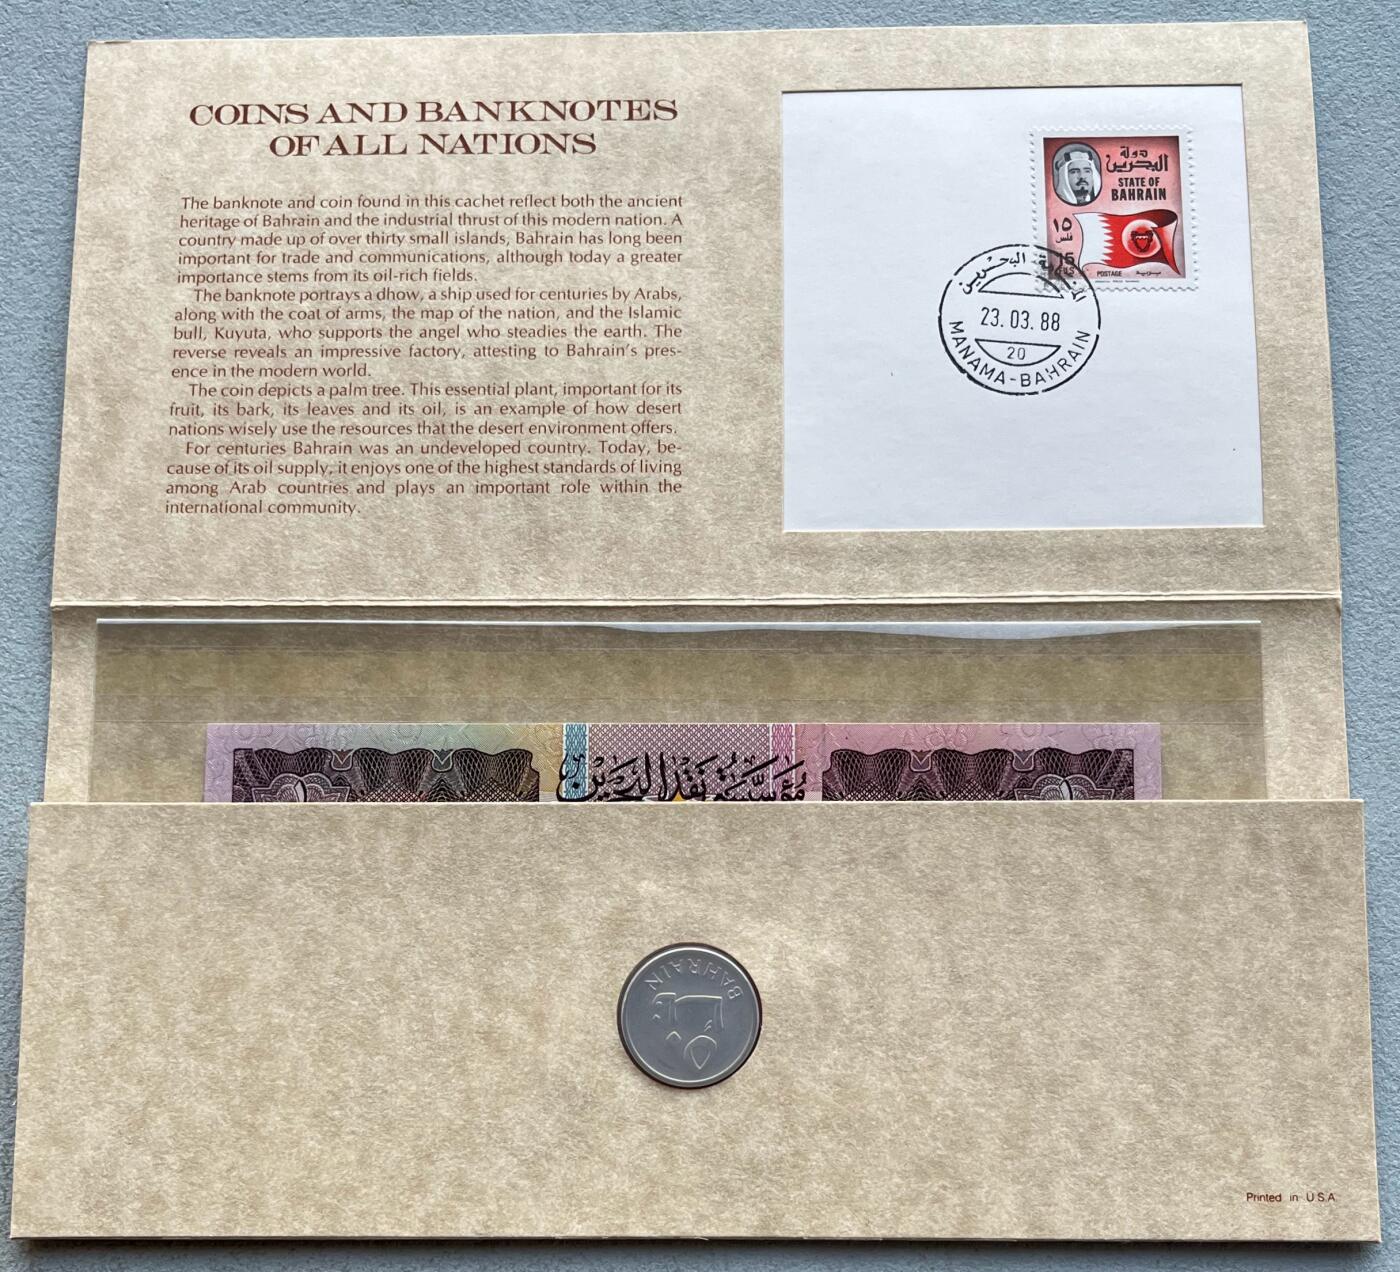 COINS AND BANKNOTES
OF ALL NATIONS
The banknote and coin found in this cachet reflect both the ancient
heritage of Bahrain and the industrial thrust of this modern nation. A
country made up of over thirty small islands, Bahrain has long been
important for trade and communications, although today a greater
importance stems from its oil-rich fields.
The banknote portrays a dhow, a ship used for centuries by Arabs,
along with the coat of arms, the map of the nation, and the Islamic
bull, Kuyuta, who supports the angel who steadies the earth. The
reverse reveals an impressive factory, attesting to Bahrain's pres-
ence in the modern world.
The coin depicts a palm tree. This essential plant, important for its
fruit, its bark, its leaves and its oil, is an example of how desert
nations wisely use the resources that the desert environment offers.
For centuries Bahrain was an undeveloped country. Today, be-
cause of its oil supply, it enjoys one of the highest standards of living
among Arab countries and plays an important role within the
international community.
دولة
البحرين
STATE OF
BAHRAIN
١٥
فلس
15
POSTAGE
بريد
البحرين
23.03.88
20
MANAMA-BAHRAIN
مؤسسة نقد البحرين
BAHRAIN
١٠٠
Printed in U.S.A.